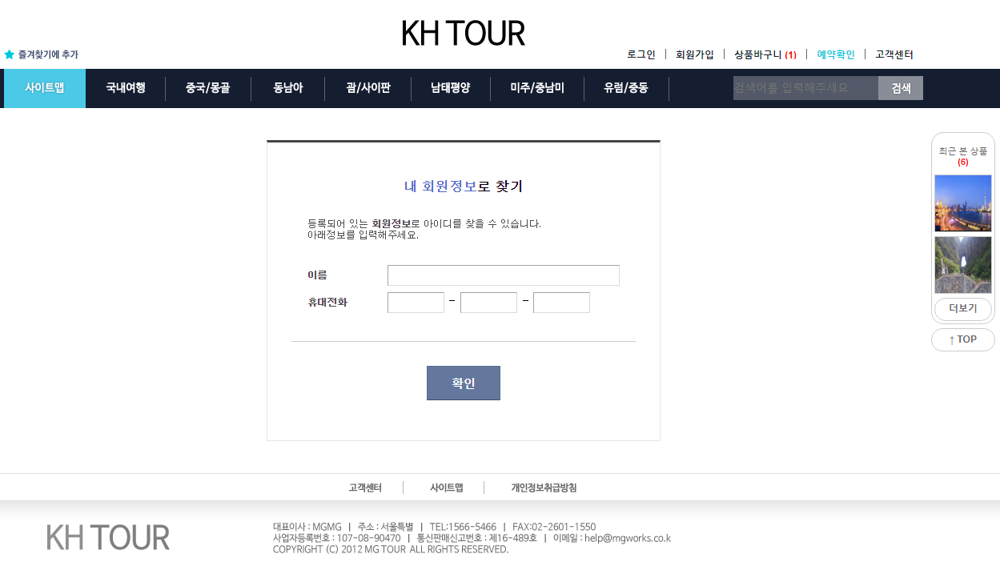 KH TOUR
즐겨찾기에 추가
로그인 | 회원가입 | 상품바구니 (1) | 예약확인 | 고객센터
사이트맵 국내여행 | 중국/몽골 | 동남아 | 괌/사이판 | 남태평양 | 미주/중남미 | 유럼/중동 |
검색어를 입력해주세요. 검색
내 회원정보로 찾기
등록되어 있는 회원정보로 아이디를 찾을 수 있습니다.
아래정보를 입력해주세요.
이름
휴대전화 - -
확인
최근 본 상품
(6)
더보기
↑ TOP
고객센터 | 사이트맵 | 개인정보취급방침
KH TOUR
대표이사 : MGMG | 주소 : 서울특별 | TEL:1566-5466 | FAX:02-2601-1550
사업자등록번호 : 107-08-90470 | 통신판매신고번호 : 제16-489호 | 이메일 : help@mgworks.co.k
COPYRIGHT (C) 2012 MG TOUR ALL RIGHTS RESERVED.